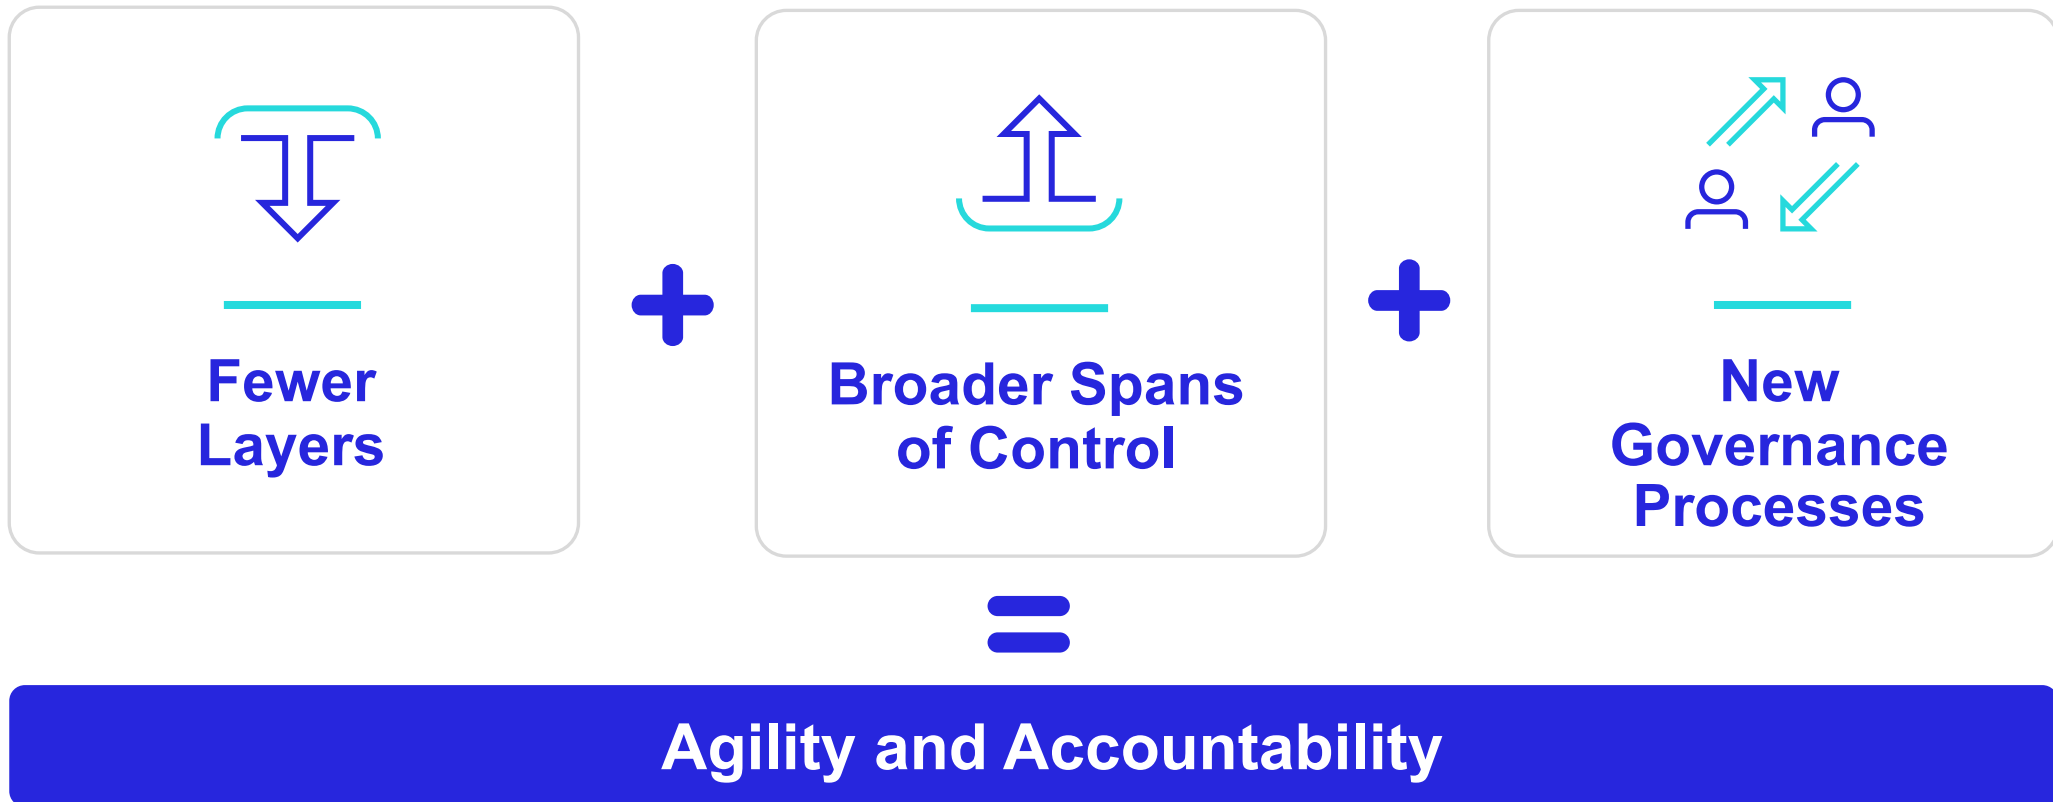 Fewer
Layers
+
Broader Spans
of Control
+
New
Governance
Processes
=
Agility and Accountability